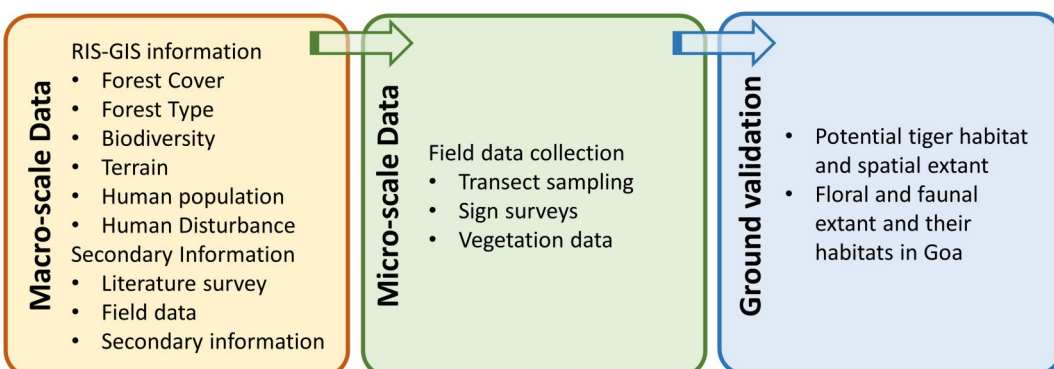 Macro-scale Data
RIS-GIS information
• Forest Cover
• Forest Type
• Biodiversity
• Terrain
• Human population
• Human Disturbance
Secondary Information
• Literature survey
• Field data
• Secondary information
Micro-scale Data
Field data collection
• Transect sampling
• Sign surveys
• Vegetation data
Ground validation
• Potential tiger habitat
and spatial extant
• Floral and faunal
extant and their
habitats in Goa